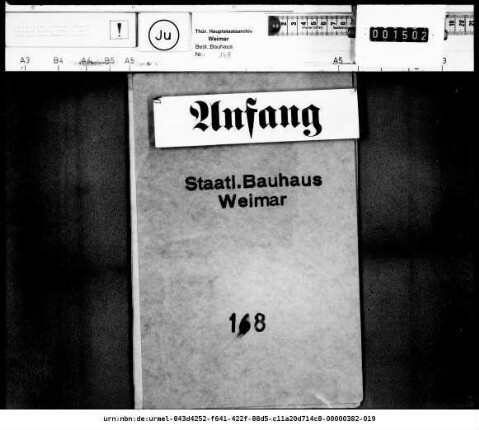 Ju
Thür. Hauptstaatsarchiv
Weimar
Best. Bauhaus
Nr.: 168
001502
A3 B4 A4 B5 A5 A5 3
Anfang
Staatl.Bauhaus
Weimar
168
urn:nbn:de:urmel-843d4252-f641-422f-88d5-c11a20d714c8-00000382-019